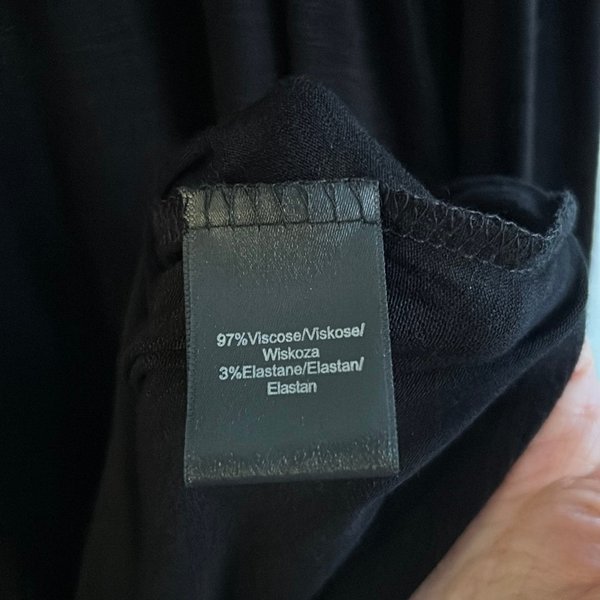 97%Viscose/Viskose/
Wiskoza
3%Elastane/Elastan/
Elastan